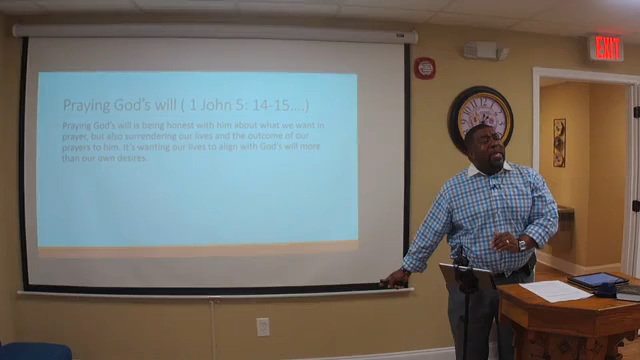 Praying God's will ( 1 John 5: 14-15....)
Praying God's will is being honest with him about what we want in
prayer, but also surrendering our lives and the outcome of our
prayers to him. It's wanting our lives to align with God's will more
than our own desires.
EXIT